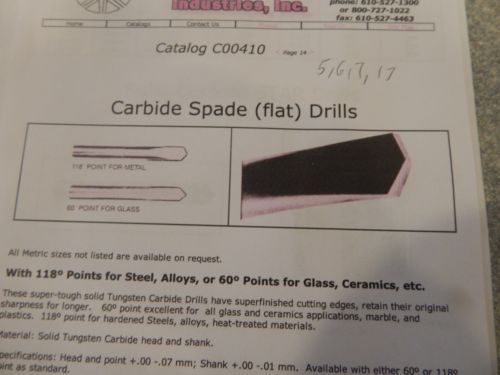 Industries, Inc.
phone: 610-527-1300
or 800-727-1022
fax: 610-527-4463
Home Catalogs Contact Us
Catalog C00410 Page 14
5,6,7,17
Carbide Spade (flat) Drills
118° POINT FOR METAL
60° POINT FOR GLASS
All Metric sizes not listed are available on request.
With 118º Points for Steel, Alloys, or 60º Points for Glass, Ceramics, etc.
These super-tough solid Tungsten Carbide Drills have superfinished cutting edges, retain their original
sharpness for longer. 60º point excellent for all glass and ceramics applications, marble, and
plastics. 118º point for hardened Steels, alloys, heat-treated materials.
Material: Solid Tungsten Carbide head and shank.
pecifications: Head and point +.00 -.07 mm; Shank +.00 -.01 mm. Available with either 60º or 118º
oint as standard.